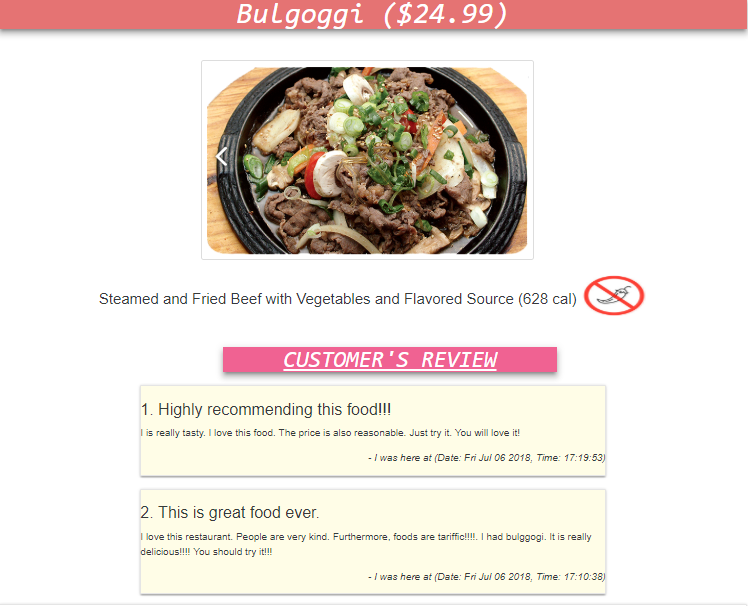 Bulgoggi ($24.99)
Steamed and Fried Beef with Vegetables and Flavored Source (628 cal)
CUSTOMER'S REVIEW
1. Highly recommending this food!!!
I is really tasty. I love this food. The price is also reasonable. Just try it. You will love it!
- I was here at (Date: Fri Jul 06 2018, Time: 17:19:53)
2. This is great food ever.
I love this restaurant. People are very kind. Furthermore, foods are tariffic!!!!. I had bulggogi. It is really
delicious!!!! You should try it!!!
- I was here at (Date: Fri Jul 06 2018, Time: 17:10:38)